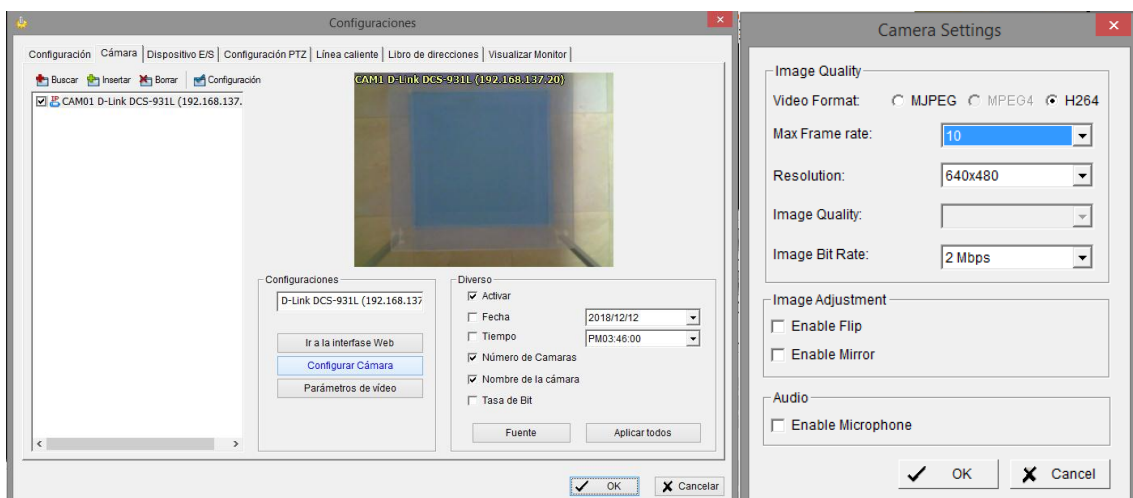 Configuraciones
Configuración Cámara Dispositivo E/S Configuración PTZ Línea caliente Libro de direcciones Visualizar Monitor
Buscar Insertar Borrar Configuración
CAM01 D-Link DCS-931L (192.168.137.
CAM1 D-Link DCS-931L (192.168.137.20)
Configuraciones
D-Link DCS-931L (192.168.137
Ir a la interfase Web
Configurar Cámara
Parámetros de vídeo
Diverso
Activar
Fecha 2018/12/12
Tiempo PM03:46:00
Número de Camaras
Nombre de la cámara
Tasa de Bit
Fuente Aplicar todos
OK Cancelar
Camera Settings
Image Quality
Video Format: MJPEG MPEG4 H264
Max Frame rate: 10
Resolution: 640x480
Image Quality:
Image Bit Rate: 2 Mbps
Image Adjustment
Enable Flip
Enable Mirror
Audio
Enable Microphone
OK Cancel